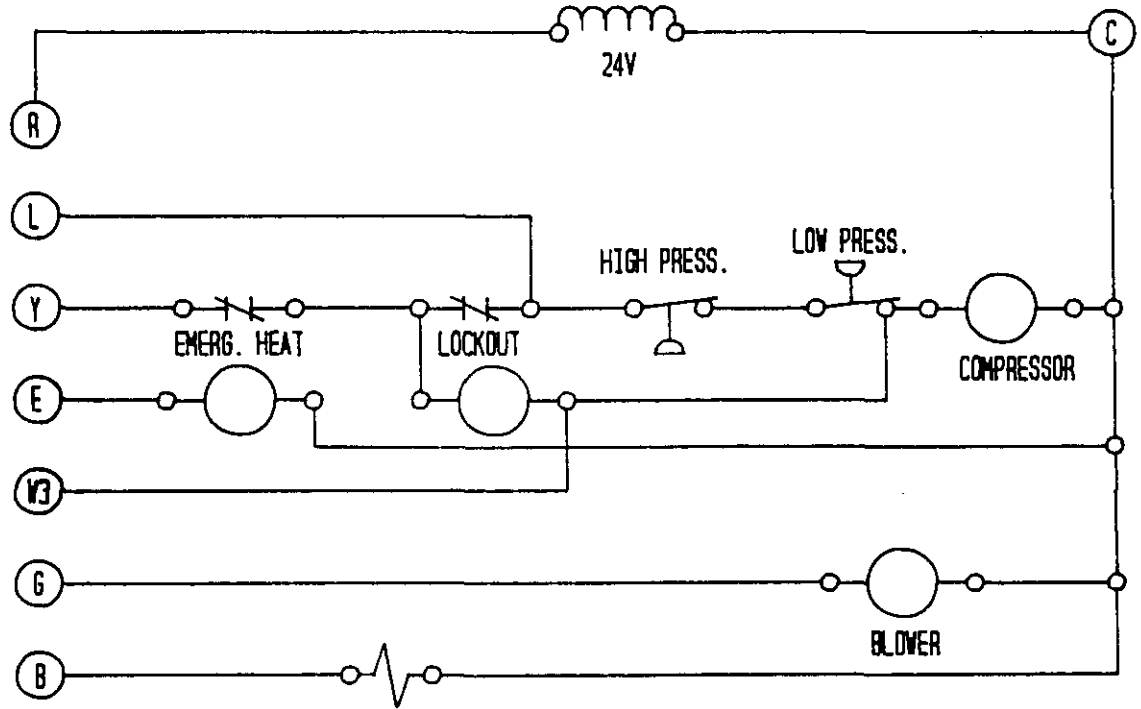 C
24V
R
L
LOW PRESS.
HIGH PRESS.
Y
EMERG. HEAT
LOCKOUT
COMPRESSOR
E
W3
G
BLOWER
B